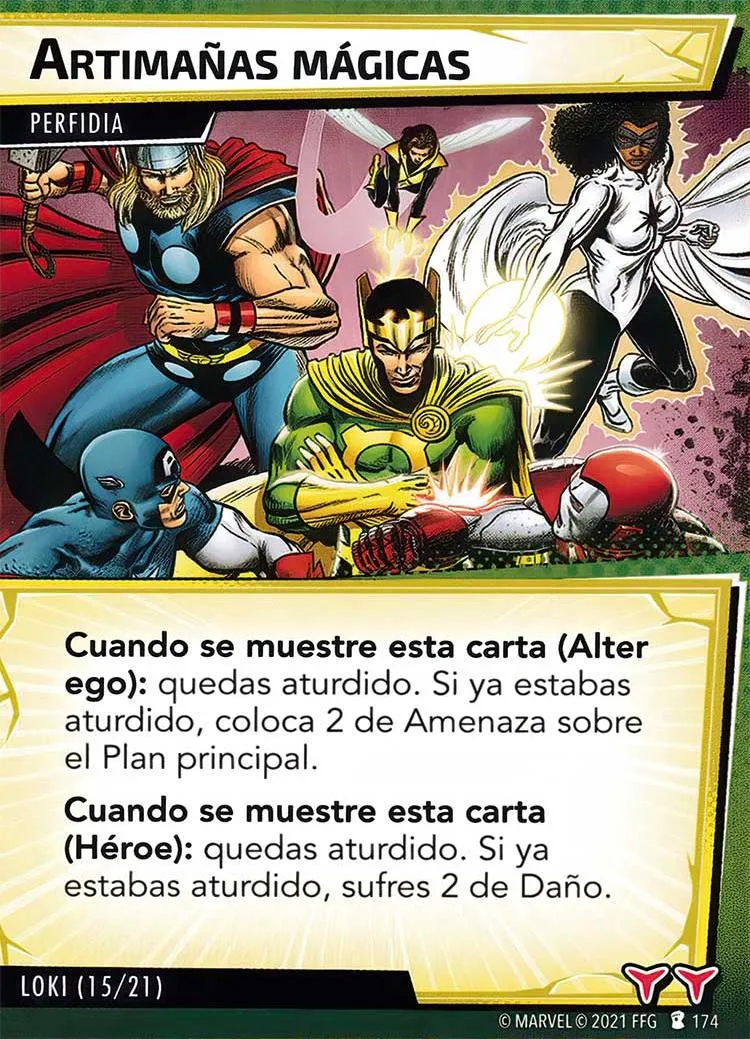 ARTIMAÑAS MÁGICAS
PERFIDIA
Cuando se muestre esta carta (Alter
ego): quedas aturdido. Si ya estabas
aturdido, coloca 2 de Amenaza sobre
el Plan principal.
Cuando se muestre esta carta
(Héroe): quedas aturdido. Si ya
estabas aturdido, sufres 2 de Daño.
LOKI (15/21)
© MARVEL © 2021 FFG 174